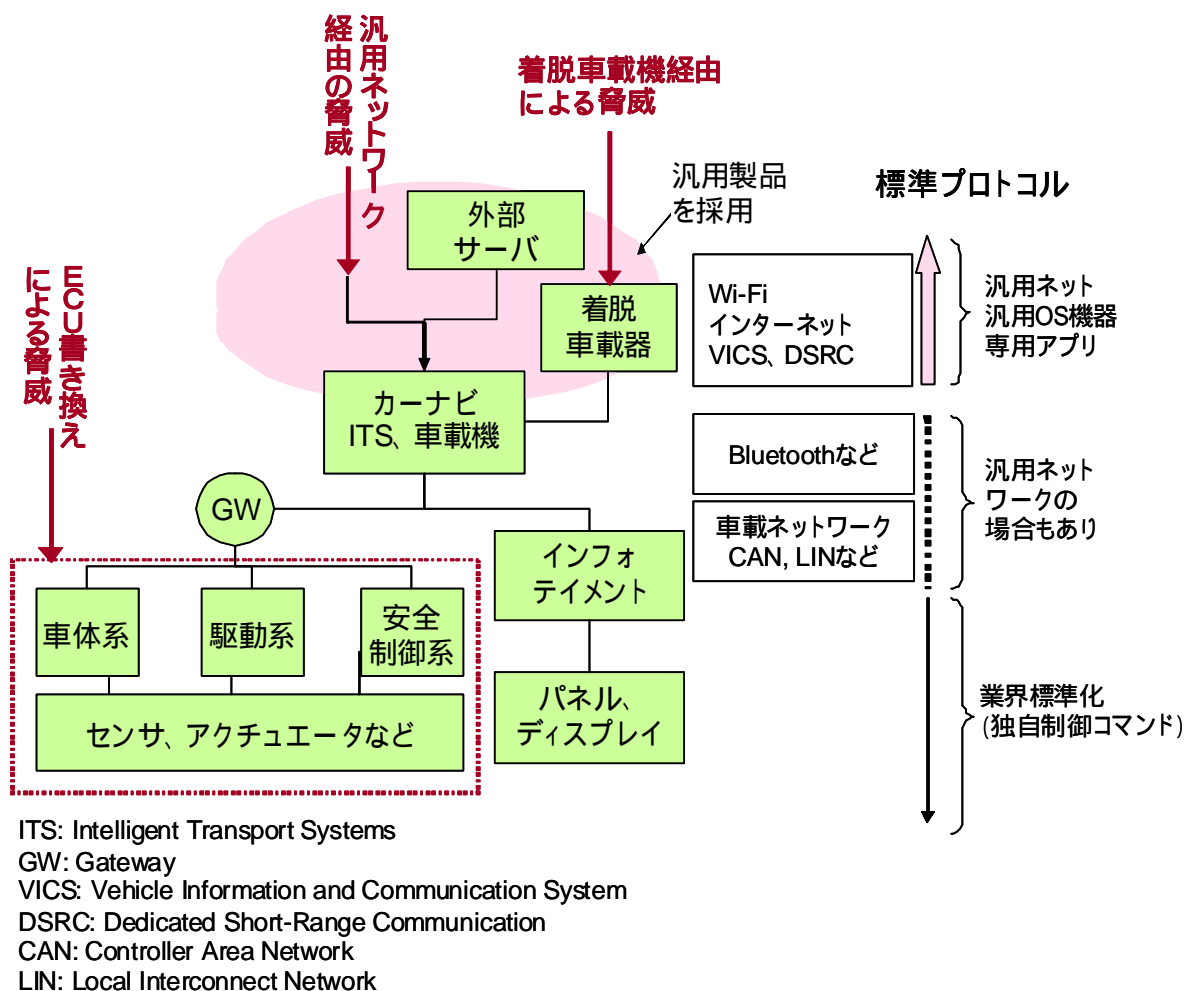 汎用ネットワーク
経由の脅威
着脱車載機経由
による脅威
汎用製品
を採用
標準プロトコル
外部
サーバ
ECU書き換え
による脅威
着脱
車載器
Wi-Fi
インターネット
VICS、DSRC
汎用ネット
汎用OS機器
専用アプリ
カーナビ
ITS、車載機
Bluetoothなど
汎用ネット
ワークの
場合もあり
GW
車載ネットワーク
CAN, LINなど
インフォ
テイメント
車体系
駆動系
安全
制御系
パネル、
ディスプレイ
センサ、アクチュエータなど
業界標準化
(独自制御コマンド)
ITS: Intelligent Transport Systems
GW: Gateway
VICS: Vehicle Information and Communication System
DSRC: Dedicated Short-Range Communication
CAN: Controller Area Network
LIN: Local Interconnect Network